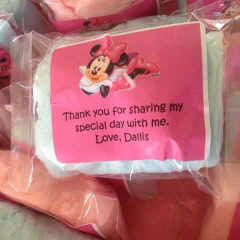 Thank you for sharing my
special day with me.
Love, Dallis